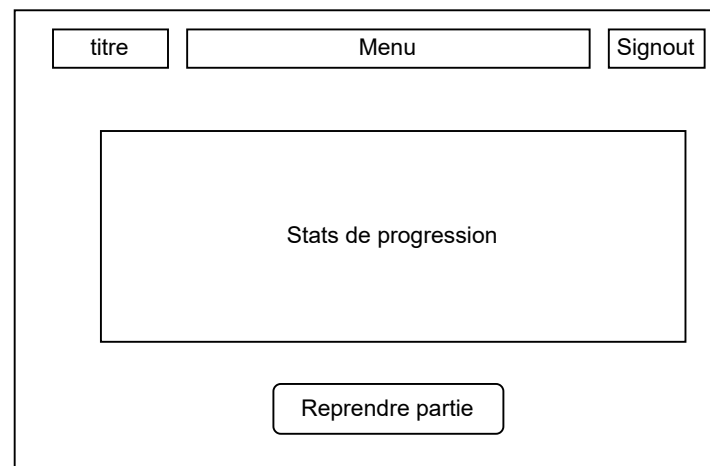 titre
Menu
Signout
Stats de progression
Reprendre partie